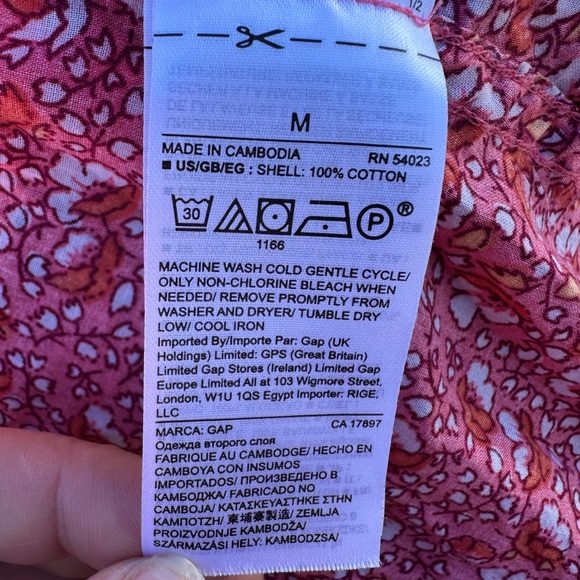 1/2
M
MADE IN CAMBODIA RN 54023
■ US/GB/EG : SHELL: 100% COTTON
30 P ®
1166
MACHINE WASH COLD GENTLE CYCLE/
ONLY NON-CHLORINE BLEACH WHEN
NEEDED/ REMOVE PROMPTLY FROM
WASHER AND DRYER/ TUMBLE DRY
LOW/ COOL IRON
Imported By/Importe Par: Gap (UK
Holdings) Limited: GPS (Great Britain)
Limited Gap Stores (Ireland) Limited Gap
Europe Limited All at 103 Wigmore Street,
London, W1U 1QS Egypt Importer: RIGE,
LLC
MARCA: GAP CA 17897
Одежда второго слоя
FABRIQUE AU CAMBODGE/ HECHO EN
CAMBOYA CON INSUMOS
IMPORTADOS/ ПРОИЗВЕДЕНО В
КАМБОДЖА/ FABRICADO NO
CAMBOJA/ ΚΑΤΑΣΚΕΥΑΣΤΗΚΕ ΣΤΗΝ
ΚΑΜΠΟΤΖΗ/ 柬埔寨製造/ ZEMLJA
PROIZVODNJE KAMBODŽA/
SZÁRMAZÁSI HELY: KAMBODZSA/